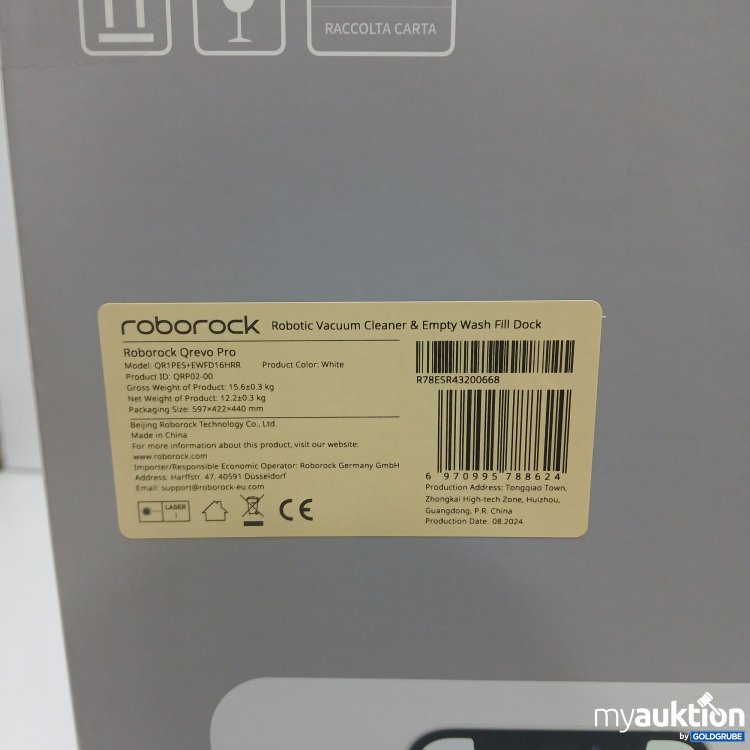 RACCOLTA CARTA
roborock Robotic Vacuum Cleaner & Empty Wash Fill Dock
Roborock Qrevo Pro
Model: QR1PES+EWFD16HRR Product Color: White
Product ID: QRP02-00
Gross Weight of Product: 15.6±0.3 kg
Net Weight of Product: 12.2±0.3 kg
Packaging Size: 597×422×440 mm
Beijing Roborock Technology Co., Ltd.
Made in China
For more information about this product, visit our website:
www.roborock.com
Importer/Responsible Economic Operator: Roborock Germany GmbH
Address: Harffstr. 47, 40591 Düsseldorf
Email: support@roborock-eu.com
LASER
1
CE
R78ESR43200668
6 970995 788624
Production Address: Tongqiao Town,
Zhongkai High-tech Zone, Huizhou,
Guangdong, P.R. China
Production Date: 08.2024
myauktion
by GOLDGRUBE